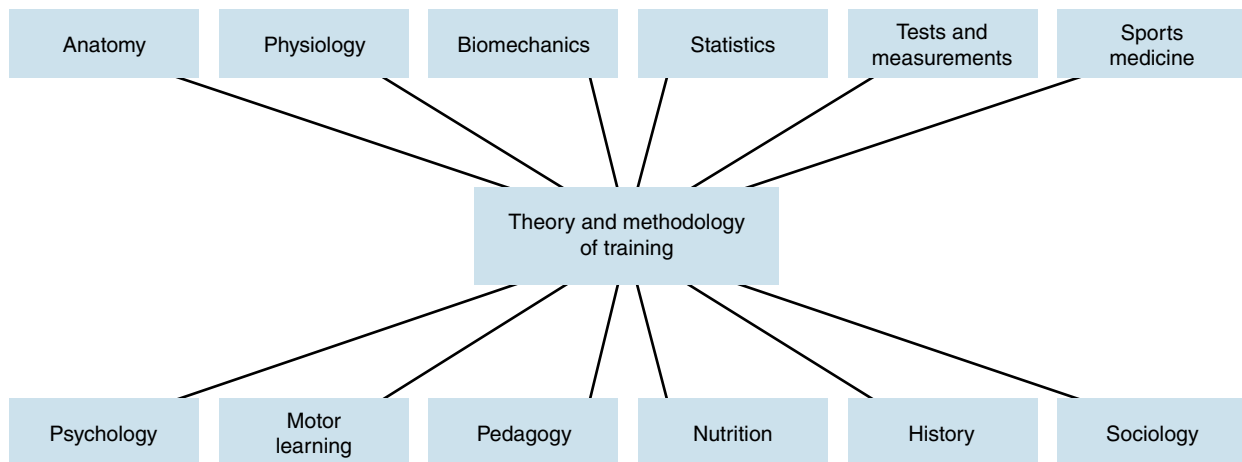 Anatomy
Physiology
Biomechanics
Statistics
Tests and
measurements
Sports
medicine
Theory and methodology
of training
Psychology
Motor
learning
Pedagogy
Nutrition
History
Sociology